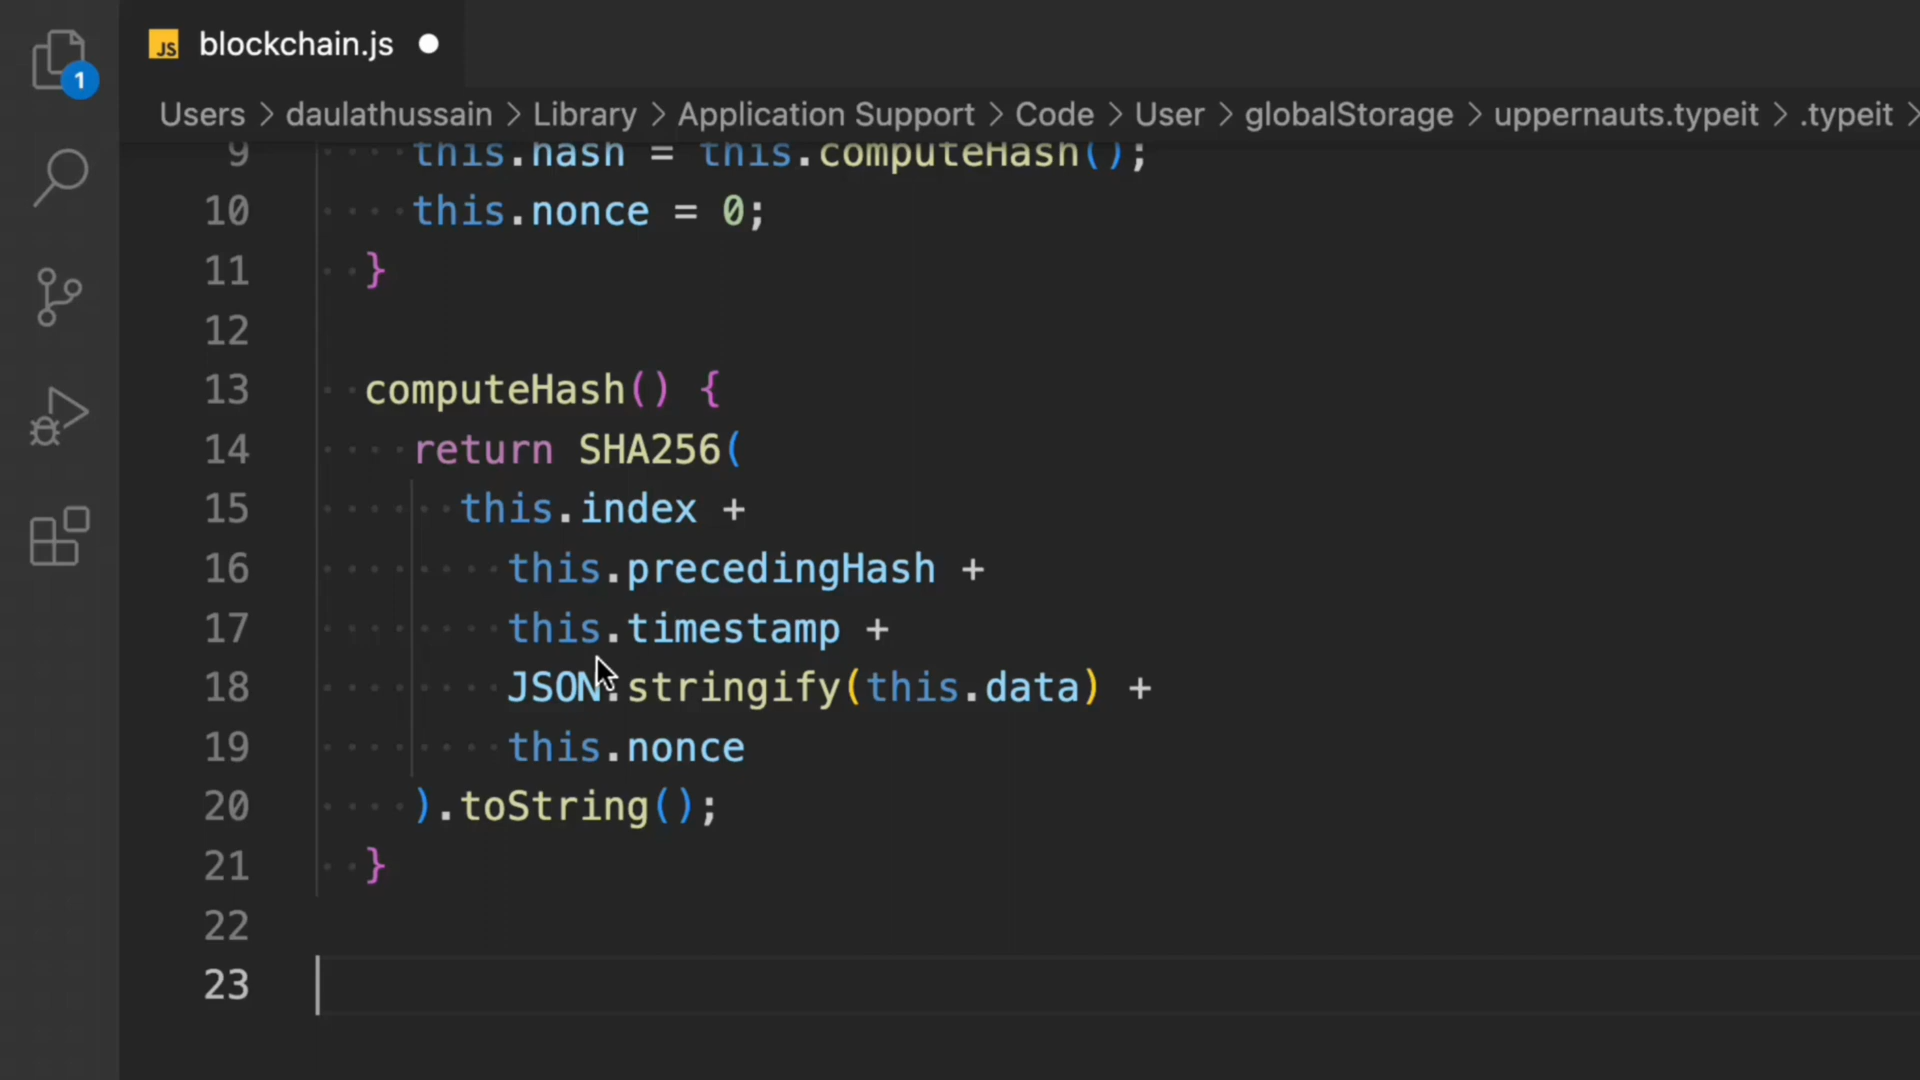 JS blockchain.js
1
Users > daulathussain > Library > Application Support > Code > User > globalStorage > uppernauts.typeit > .typeit >
9 this.hash = this.computeHash();
10 this.nonce = 0;
11 }
12
13 computeHash() {
14 return SHA256(
15 this.index +
16 this.precedingHash +
17 this.timestamp +
18 JSON.stringify(this.data) +
19 this.nonce
20 ).toString();
21 }
22
23